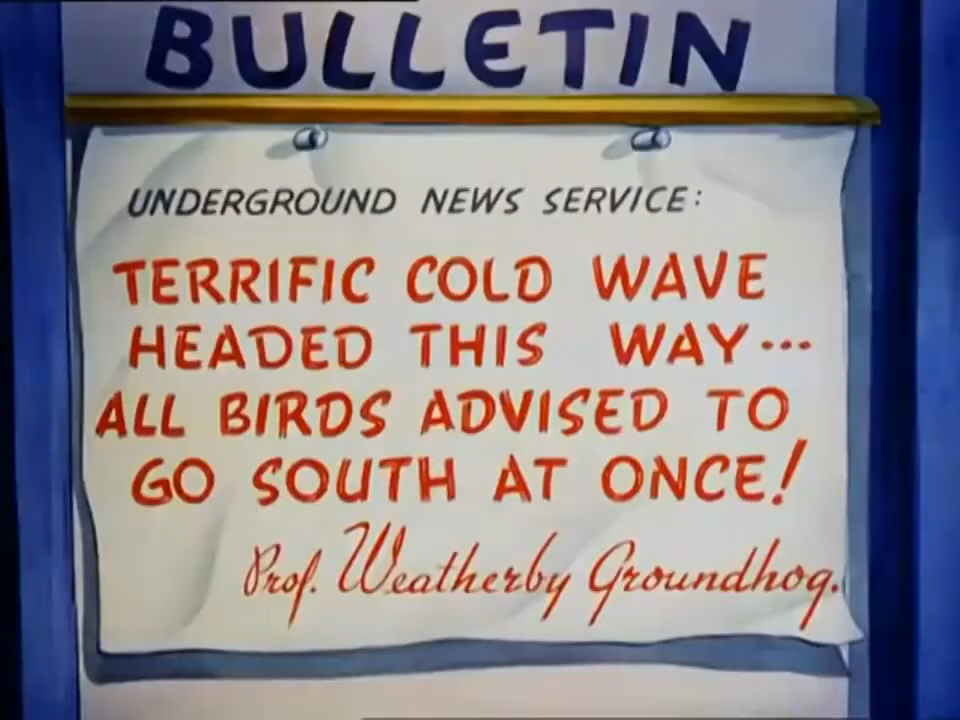 BULLETIN
UNDERGROUND NEWS SERVICE:
TERRIFIC COLD WAVE
HEADED THIS WAY...
ALL BIRDS ADVISED TO
GO SOUTH AT ONCE!
Prof. Weatherby Groundhog.